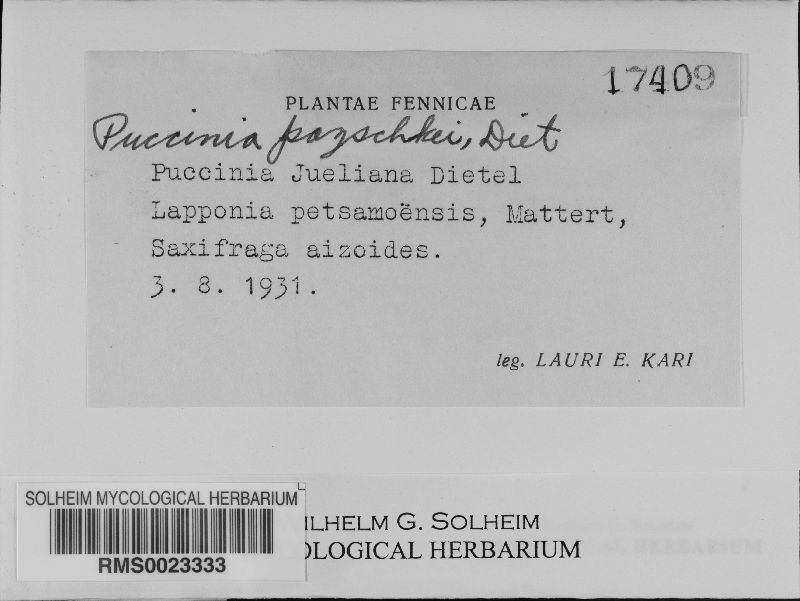 17409
PLANTAE FENNICAE
Puccinia pazschkei, Diet
Puccinia Jueliana Dietel
Lapponia petsamoënsis, Mattert,
Saxifraga aizoides.
3. 8. 1931.
leg. LAURI E. KARI
SOLHEIM MYCOLOGICAL HERBARIUM
RMS0023333
ILHELM G. SOLHEIM
OLOGICAL HERBARIUM